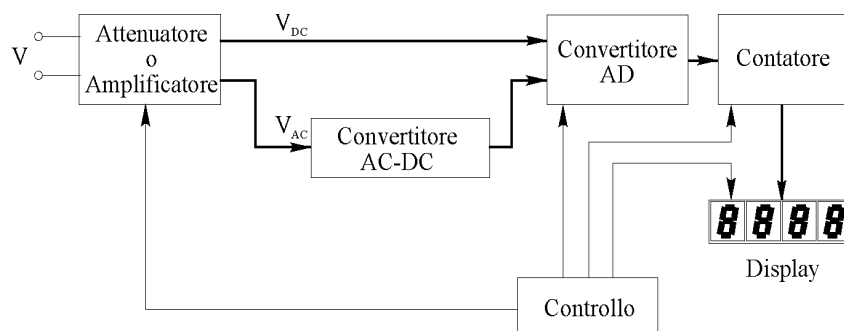 V
Attenuatore
o
Amplificatore
V_DC
V_AC
Convertitore
AC-DC
Convertitore
AD
Contatore
8888
Display
Controllo